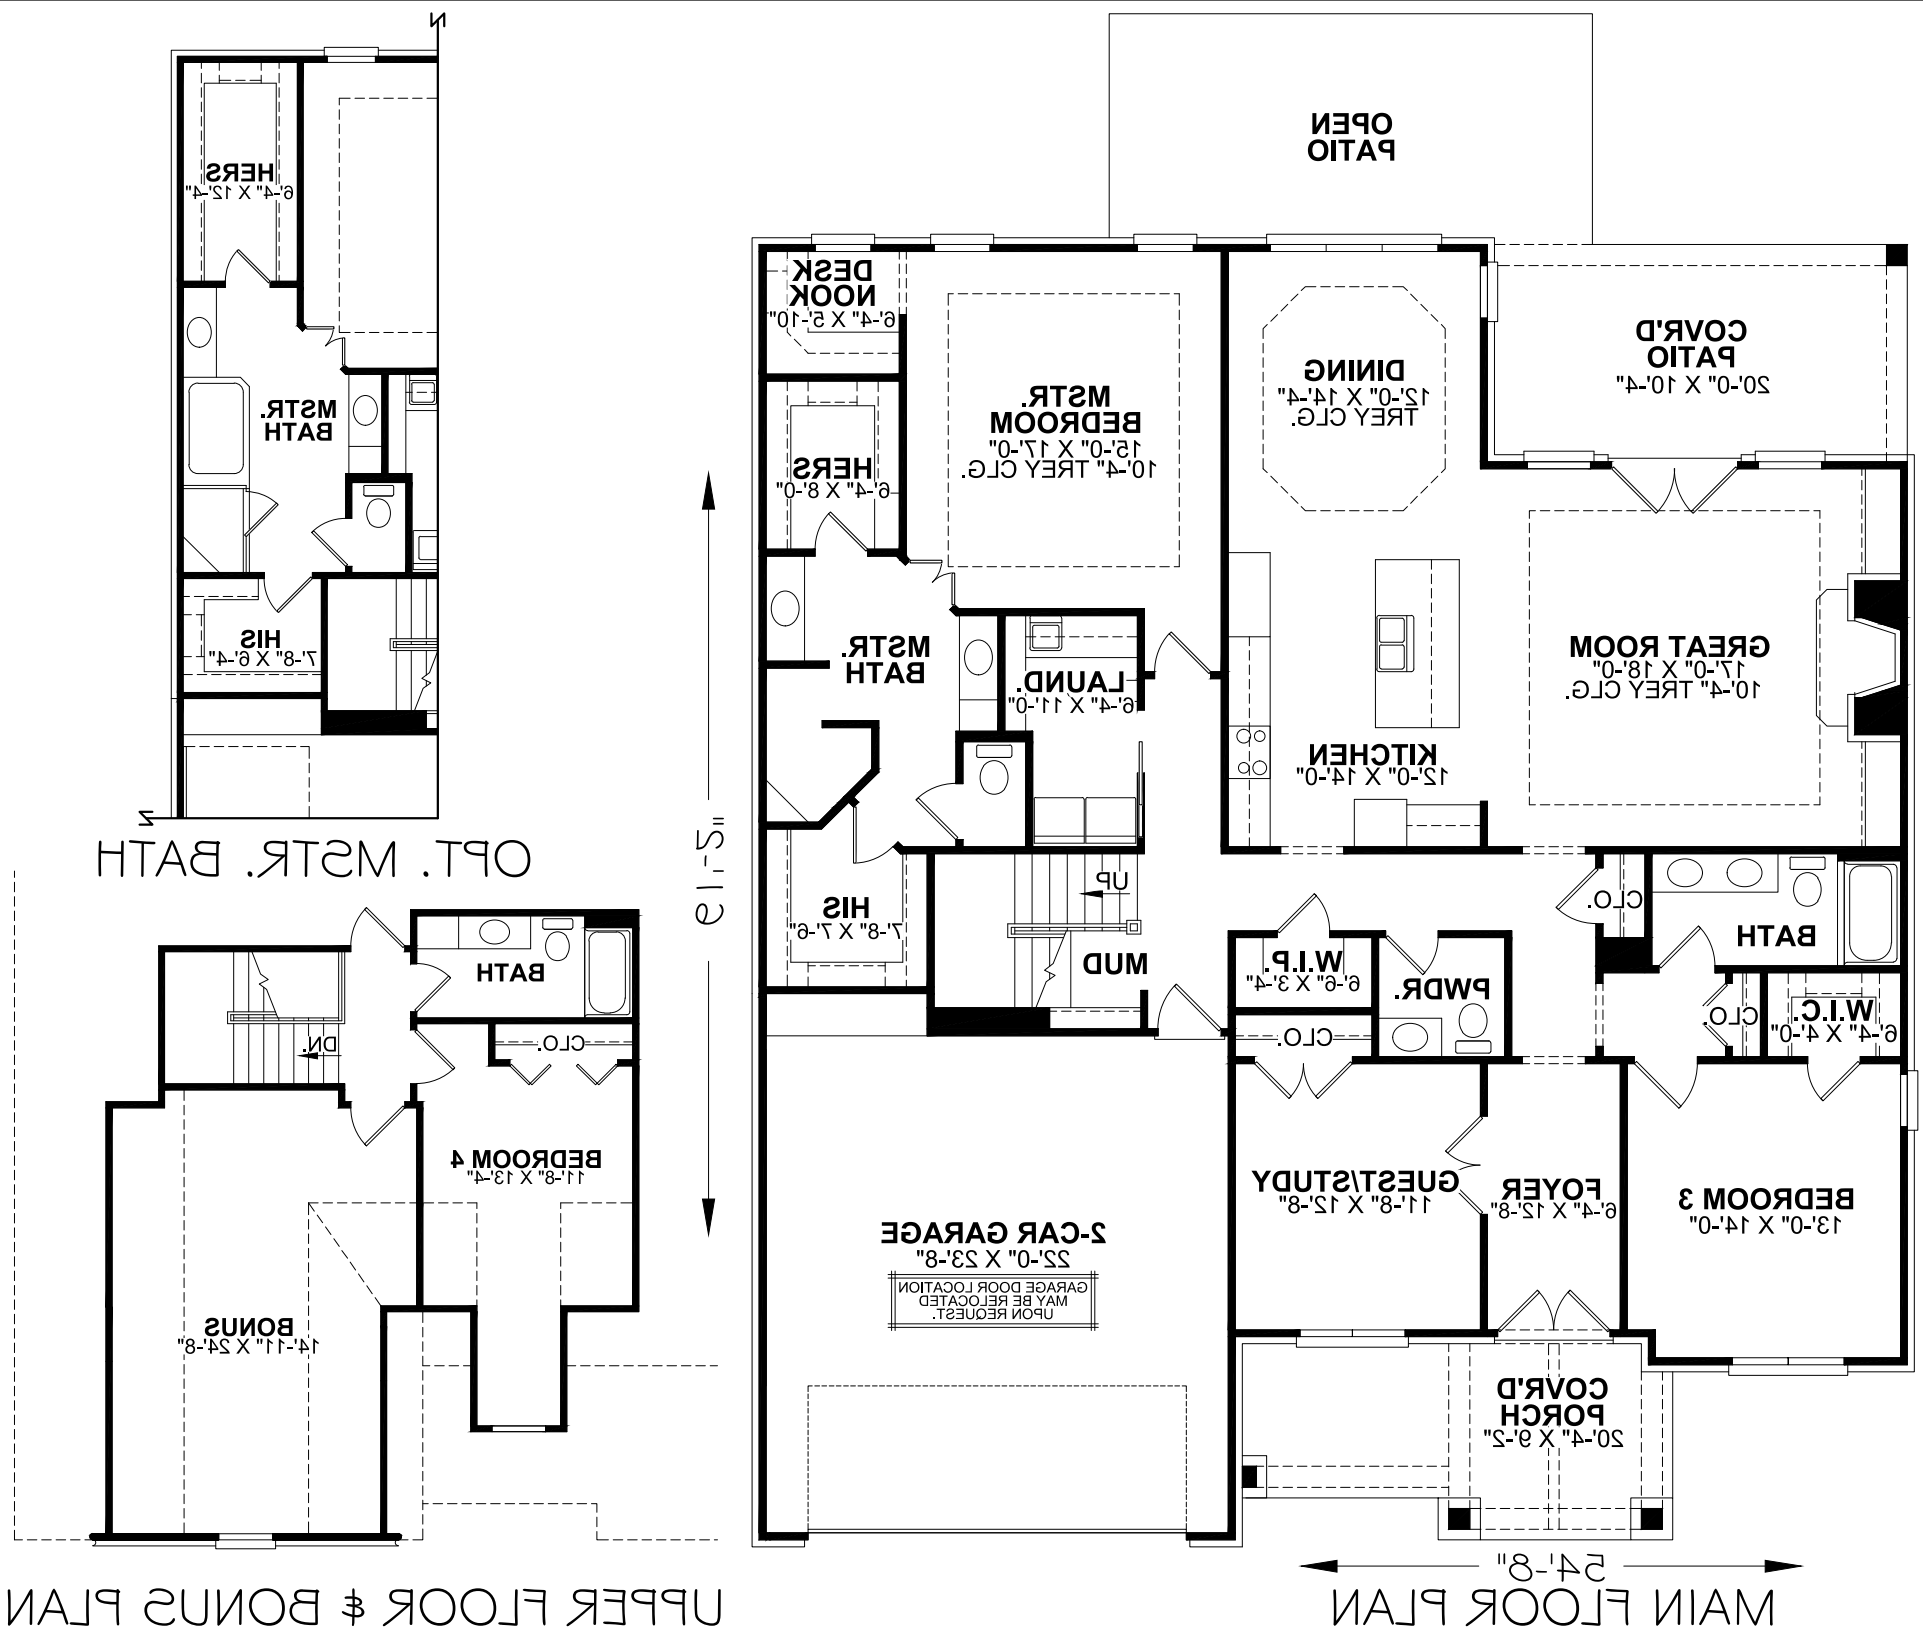 N
HERS
6'-4" X 12'-4"
MSTR.
BATH
HIS
7'-8" X 6'-4"
N
OPT. MSTR. BATH
OPEN
PATIO
COVR'D
PATIO
20'-0" X 10'-4"
DINING
12'-0" X 14'-4"
TREY CLG.
MSTR.
BEDROOM
15'-0" X 17'-0"
10'-4" TREY CLG.
DESK
NOOK
6'-4" X 5'-10"
HERS
6'-4" X 8'-0"
GREAT ROOM
17'-0" X 18'-0"
10'-4" TREY CLG.
KITCHEN
12'-0" X 14'-0"
LAUND.
6'-4" X 11'-0"
MSTR.
BATH
61'-2"
CLO.
BATH
UP
HIS
7'-8" X 7'-6"
MUD
W.I.P.
6'-6" X 3'-4"
PWDR.
CLO.
W.I.C.
6'-4" X 4'-0"
CLO.
BEDROOM 3
13'-0" X 14'-0"
FOYER
6'-4" X 12'-8"
GUEST/STUDY
11'-8" X 12'-8"
2-CAR GARAGE
22'-0" X 23'-8"
GARAGE DOOR LOCATION
MAY BE RELOCATED
UPON REQUEST.
COVR'D
PORCH
20'-4" X 9'-2"
54'-8"
MAIN FLOOR PLAN
BATH
DN.
CLO.
BEDROOM 4
11'-8" X 13'-4"
BONUS
14'-11" X 24'-8"
UPPER FLOOR & BONUS PLAN